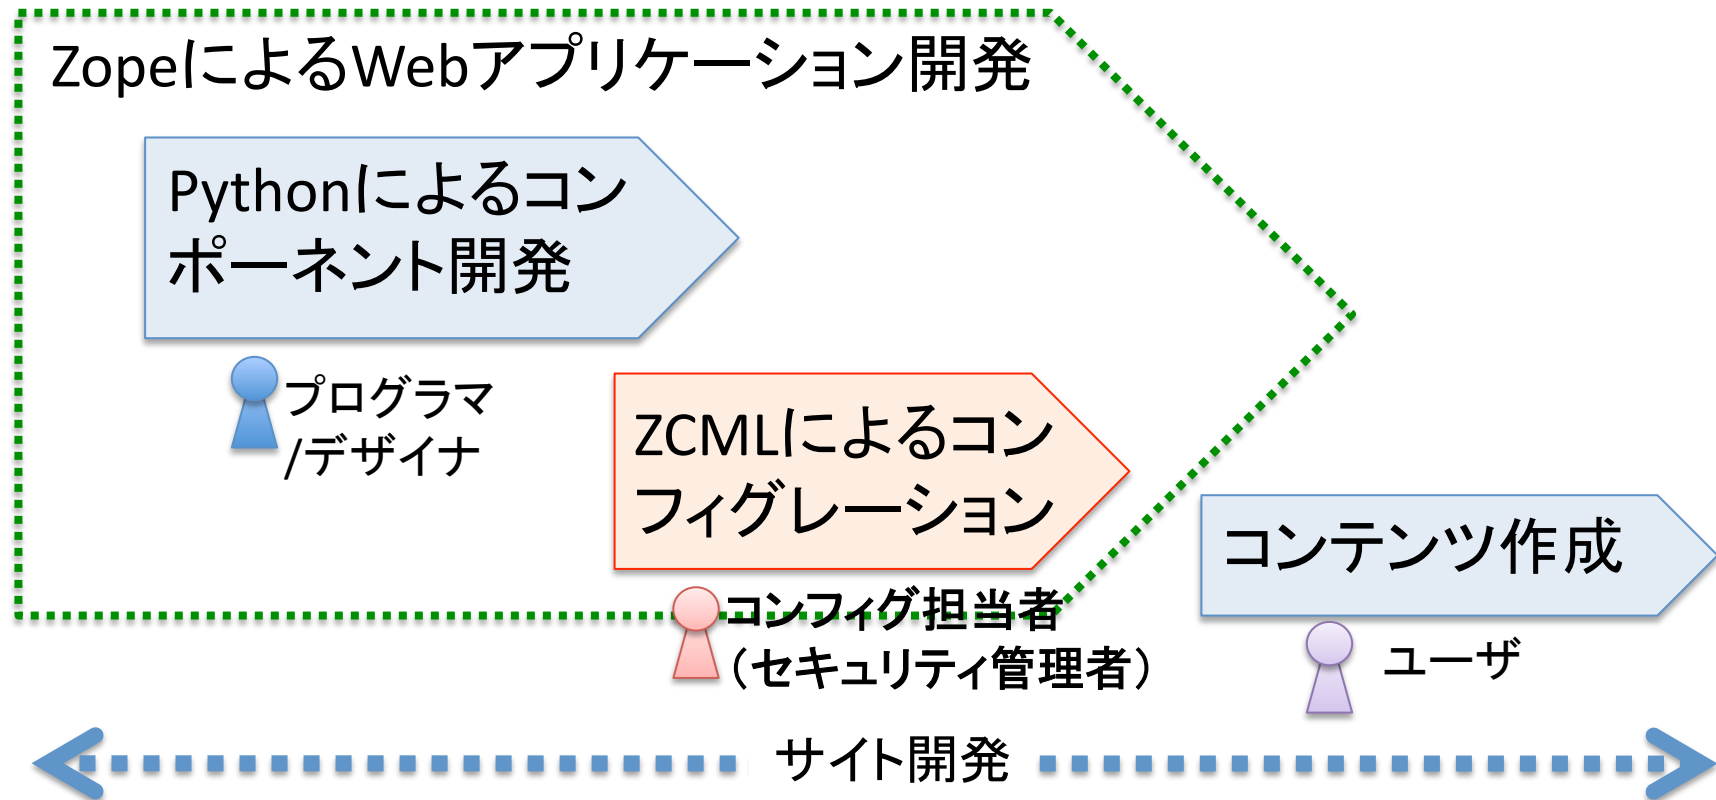 ZopeによるWebアプリケーション開発
Pythonによるコン
ポーネント開発
プログラマ
/デザイナ
ZCMLによるコン
フィグレーション
コンフィグ担当者
（セキュリティ管理者）
コンテンツ作成
ユーザ
サイト開発